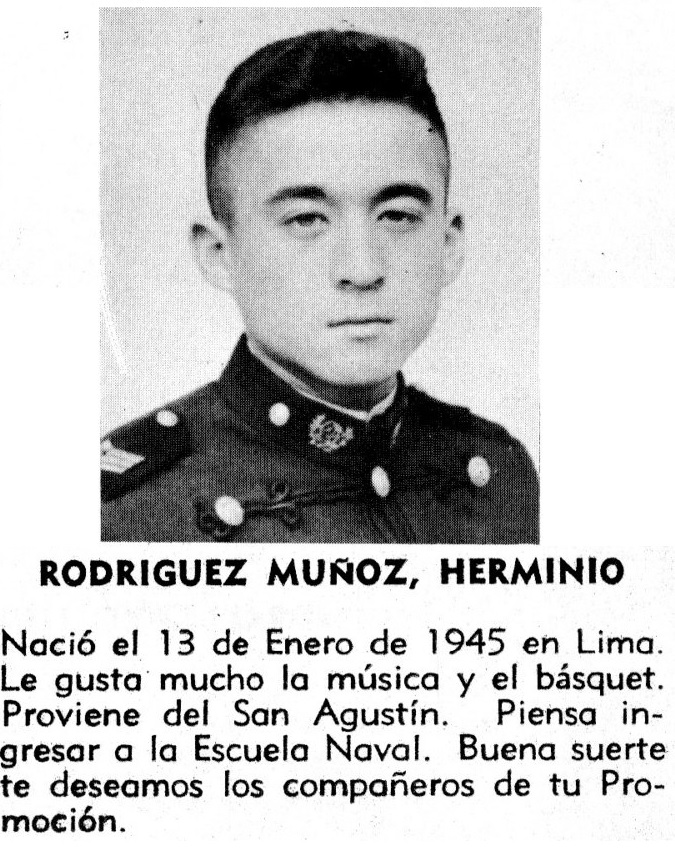 RODRIGUEZ MUÑOZ, HERMINIO
Nació el 13 de Enero de 1945 en Lima.
Le gusta mucho la música y el básquet.
Proviene del San Agustín. Piensa in-
gresar a la Escuela Naval. Buena suerte
te deseamos los compañeros de tu Pro-
moción.